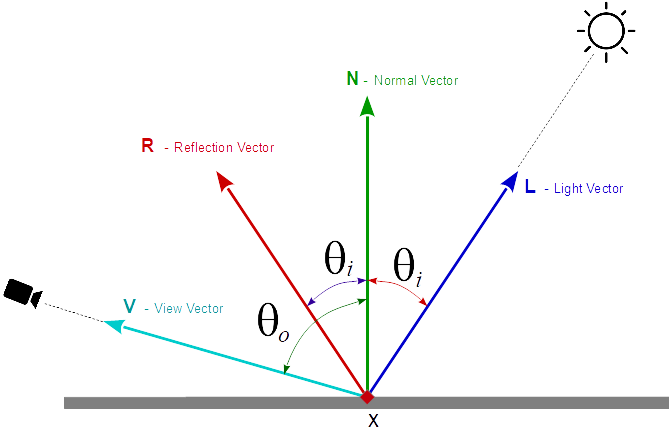 N - Normal Vector
R - Reflection Vector
L - Light Vector
θi
θi
V - View Vector
θo
X